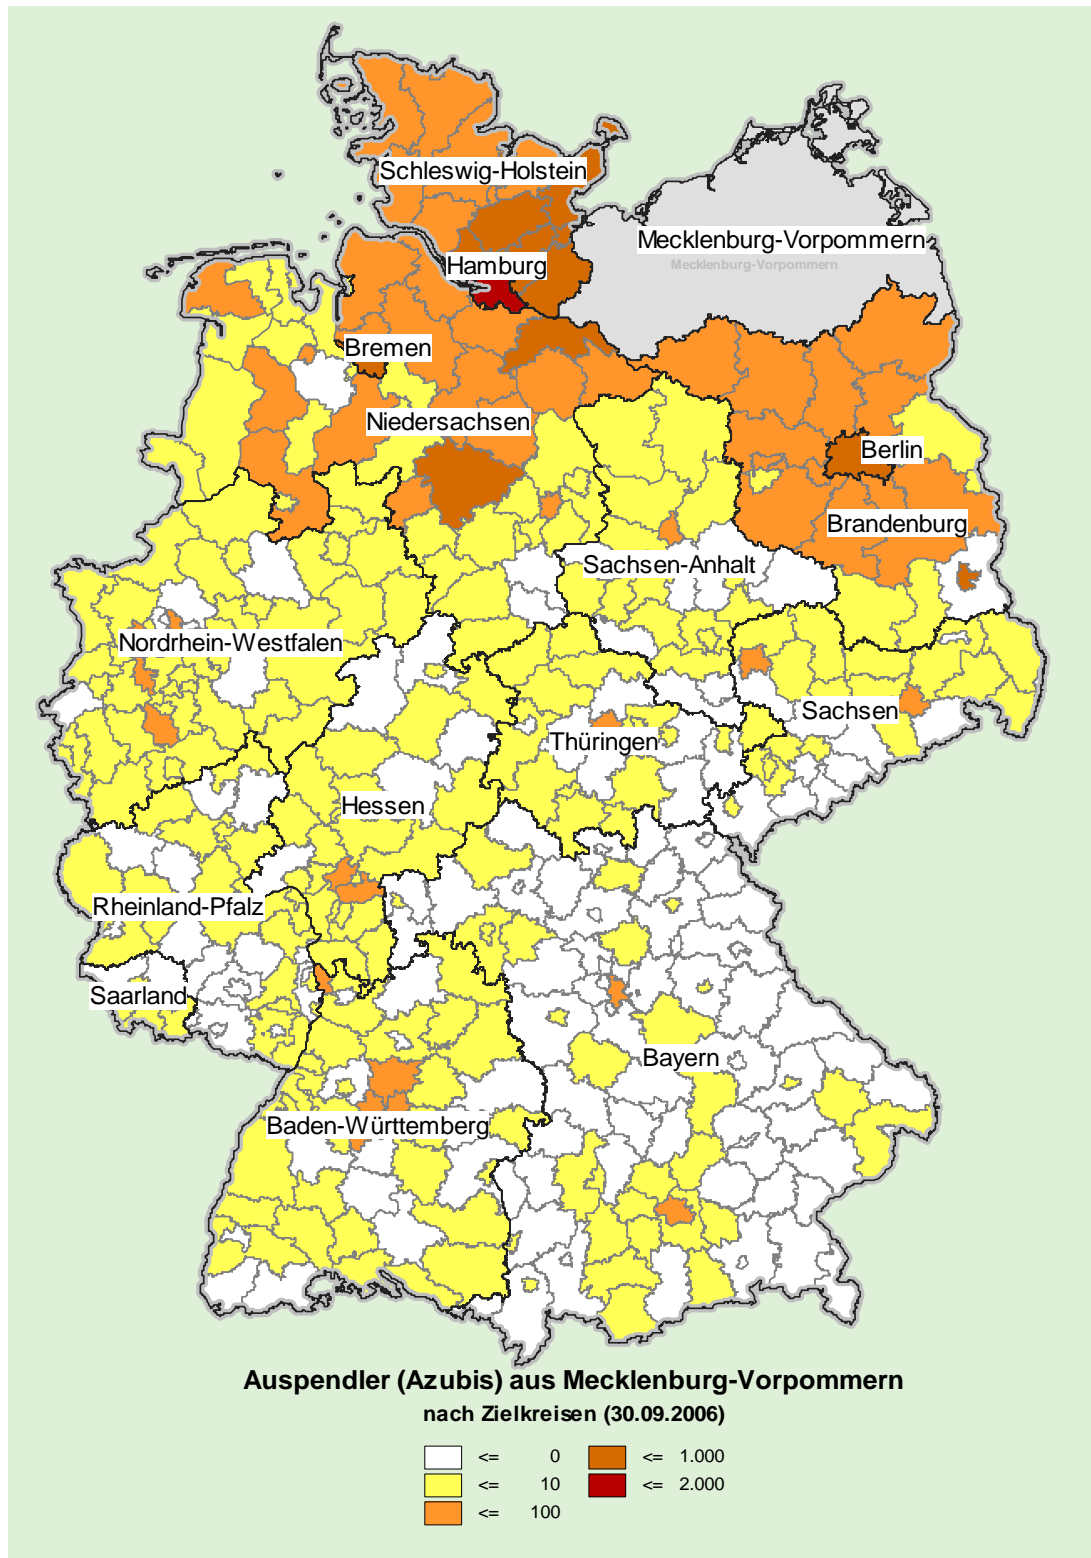 Schleswig-Holstein
Mecklenburg-Vorpommern
Mecklenburg-Vorpommern
Hamburg
Bremen
Niedersachsen
Berlin
Brandenburg
Sachsen-Anhalt
Nordrhein-Westfalen
Sachsen
Thüringen
Hessen
Rheinland-Pfalz
Saarland
Bayern
Baden-Württemberg
Auspendler (Azubis) aus Mecklenburg-Vorpommern
nach Zielkreisen (30.09.2006)
<= 0 <= 1.000
<= 10 <= 2.000
<= 100